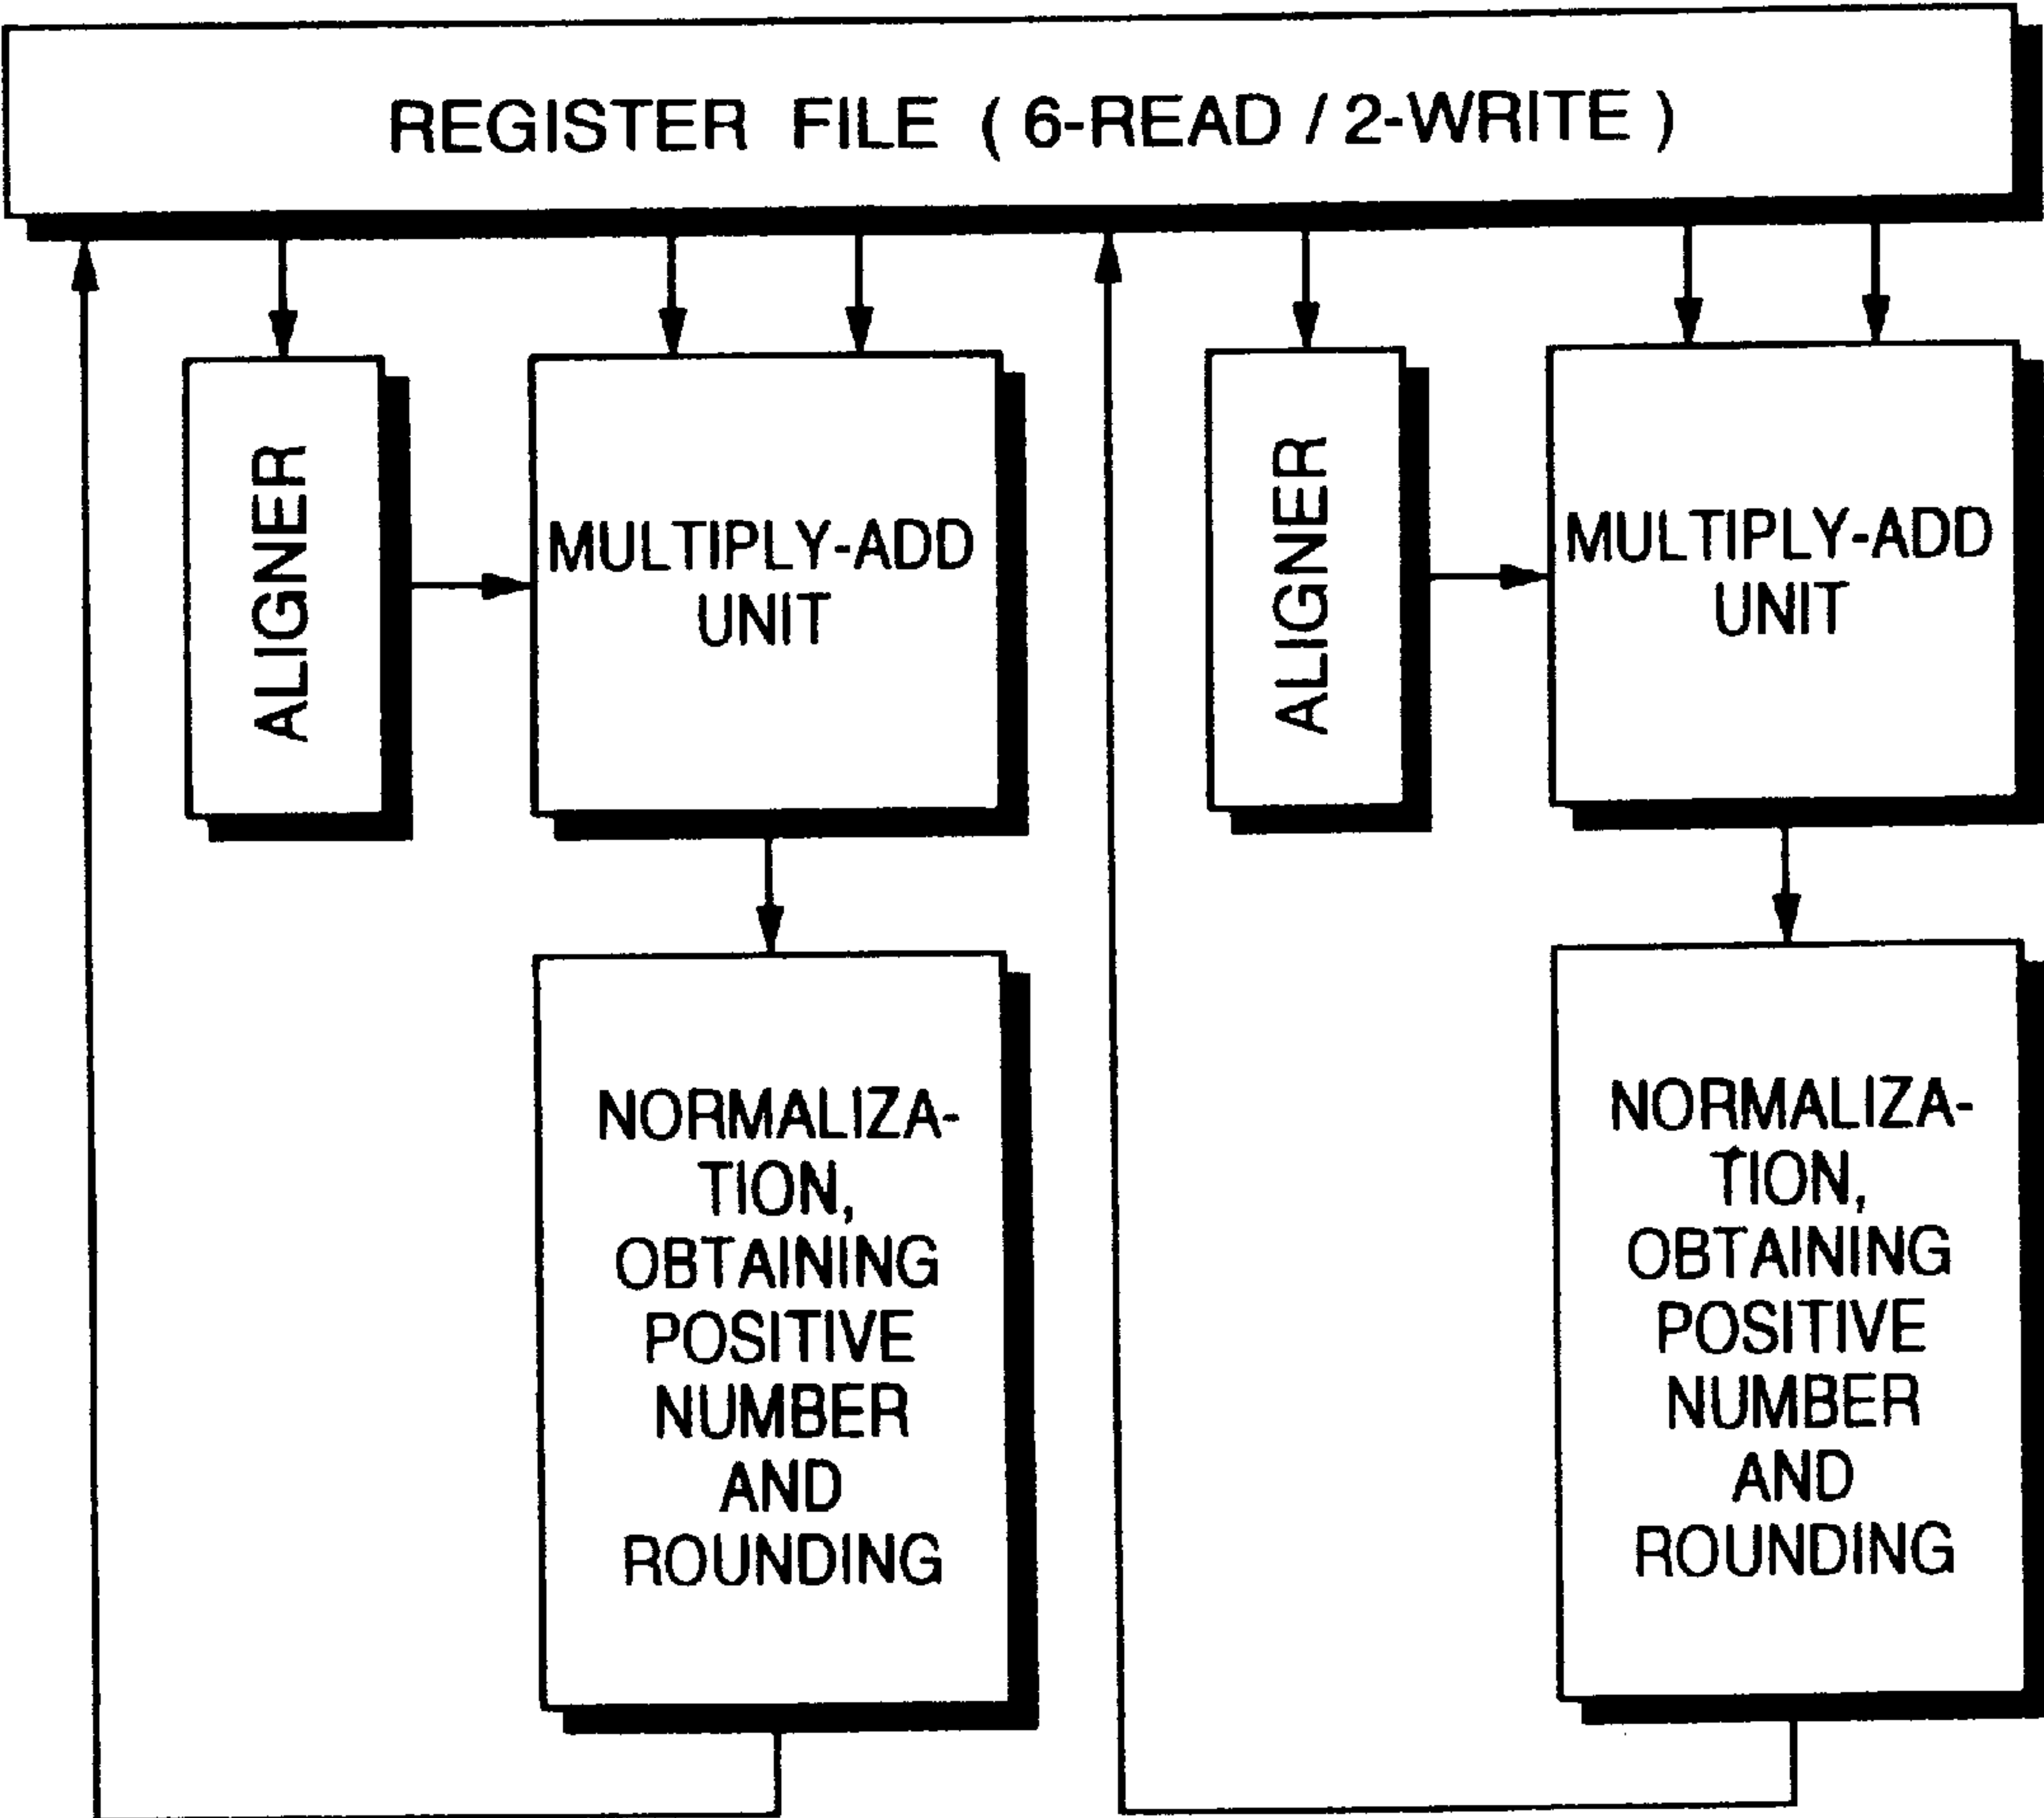 REGISTER FILE ( 6-READ / 2-WRITE )
ALIGNER
MULTIPLY-ADD
UNIT
ALIGNER
MULTIPLY-ADD
UNIT
NORMALIZA-
TION,
OBTAINING
POSITIVE
NUMBER
AND
ROUNDING
NORMALIZA-
TION,
OBTAINING
POSITIVE
NUMBER
AND
ROUNDING